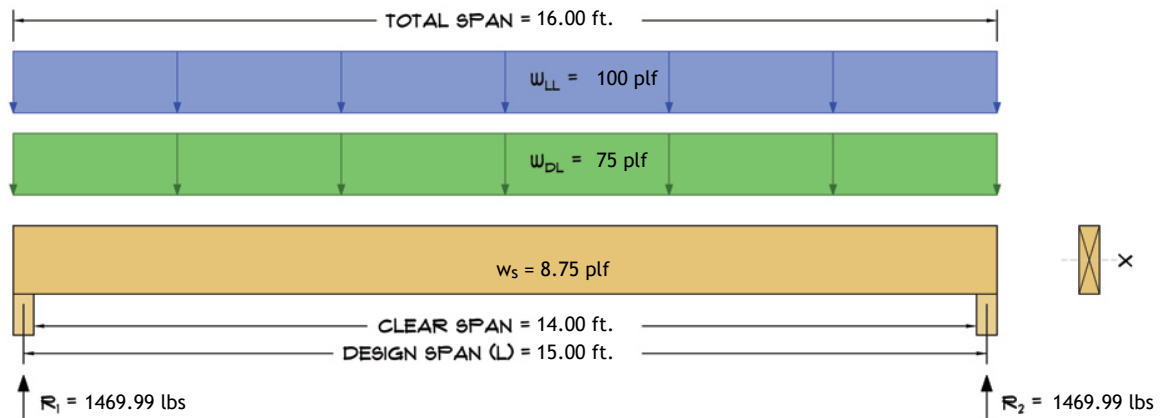 TOTAL SPAN = 16.00 ft.
wLL = 100 plf
wDL = 75 plf
ws = 8.75 plf
X
CLEAR SPAN = 14.00 ft.
DESIGN SPAN (L) = 15.00 ft.
R1 = 1469.99 lbs
R2 = 1469.99 lbs